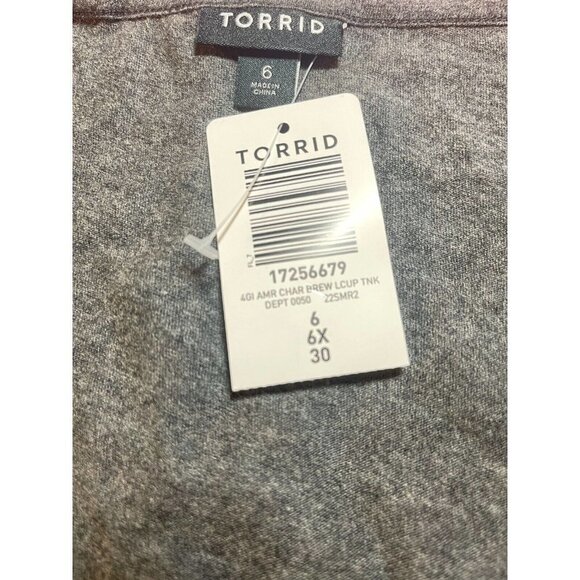 TORRID
6
MADE IN
CHINA
TORRID
17256679
4GI AMR CHAR BREW LCUP TNK
DEPT 0050 22SMR2
6
6X
30